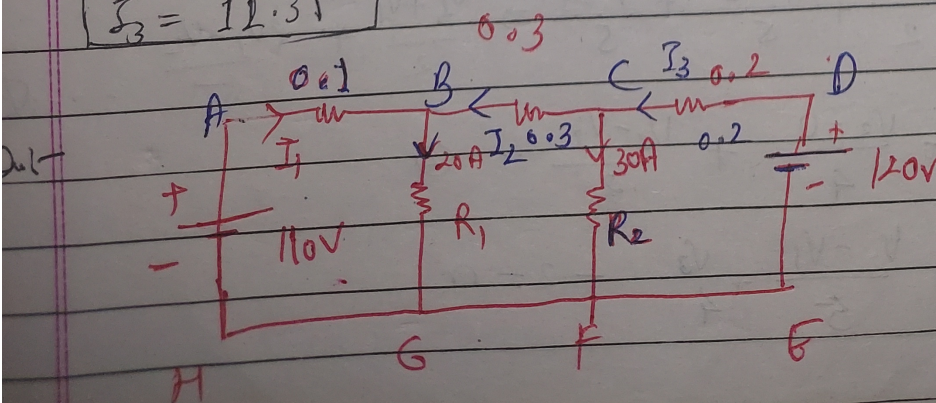 I3 = 12.5
0.3
A 0.1 B C I3 0.2 D
I1 20A I2 0.3 30A 0.2 +
+ 110V R1 R2 - 120V
-
H G F E